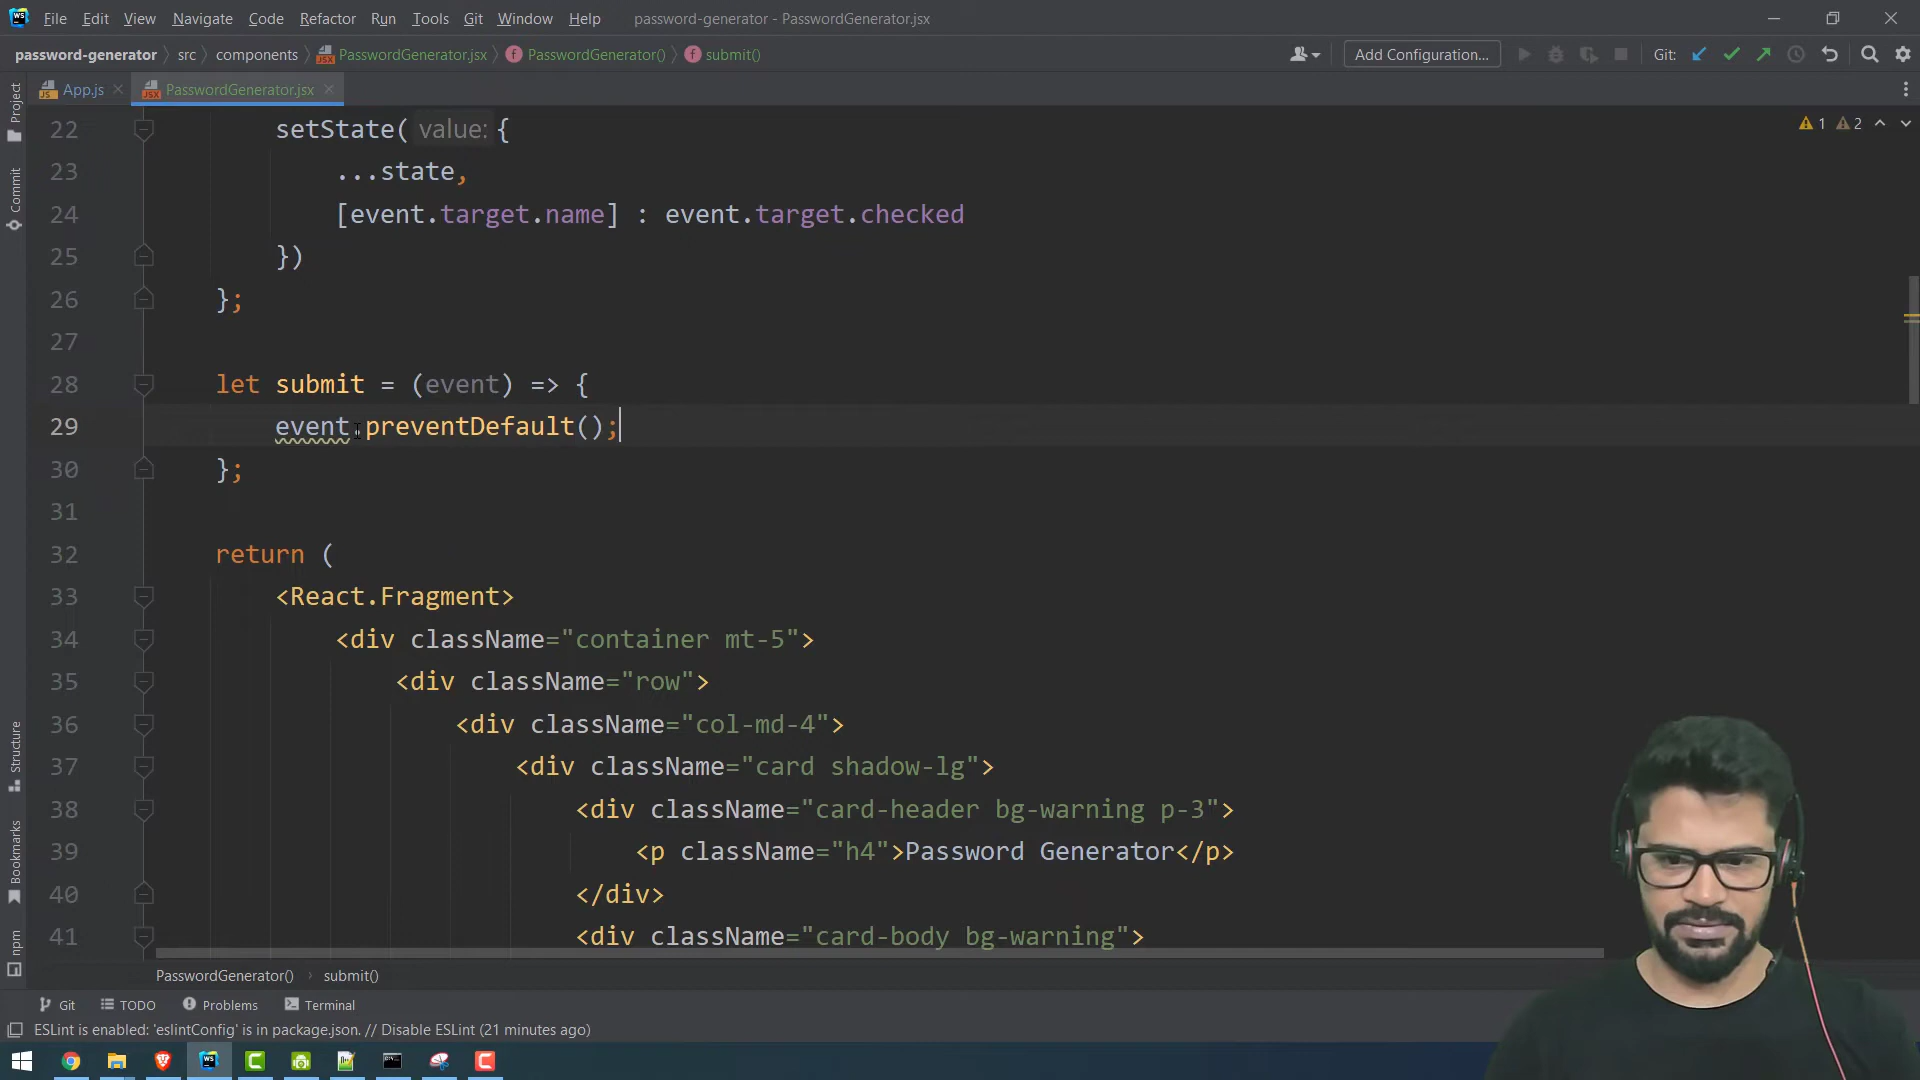 File Edit View Navigate Code Refactor Run Tools Git Window Help password-generator - PasswordGenerator.jsx
password-generator src components PasswordGenerator.jsx PasswordGenerator() submit() Add Configuration... Git:
App.js PasswordGenerator.jsx
Project
Commit
Structure
Bookmarks
npm
1 2
22 setState( value: {
23 ...state,
24 [event.target.name] : event.target.checked
25 })
26 };
27
28 let submit = (event) => {
29 event.preventDefault();
30 };
31
32 return (
33 <React.Fragment>
34 <div className="container mt-5">
35 <div className="row">
36 <div className="col-md-4">
37 <div className="card shadow-lg">
38 <div className="card-header bg-warning p-3">
39 <p className="h4">Password Generator</p>
40 </div>
41 <div className="card-body bg-warning">
PasswordGenerator() submit()
Git TODO Problems Terminal
ESLint is enabled: 'eslintConfig' is in package.json. // Disable ESLint (21 minutes ago)